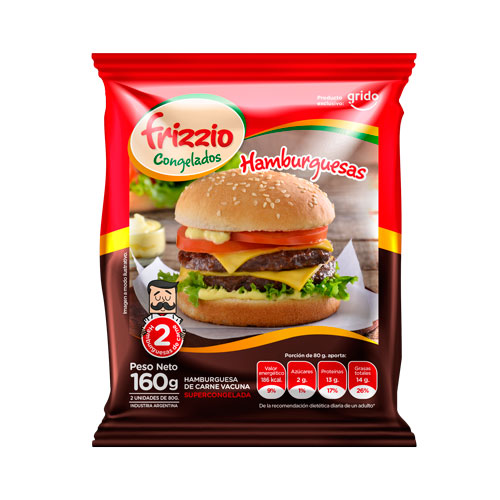 Producto
exclusivo:
grido
Frizzio
Congelados
Hamburguesas
Imagen a modo ilustrativo.
2
Hamburguesas de carne
Peso Neto
160g
2 UNIDADES DE 80G.
INDUSTRIA ARGENTINA
HAMBURGUESA
DE CARNE VACUNA
SUPERCONGELADA
Porción de 80 g. aporta:
Valor
energético
186 kcal.
9%
Azúcares
2 g.
1%
Proteínas
13 g.
17%
Grasas
totales
14 g.
26%
De la recomendación dietética diaria de un adulto*